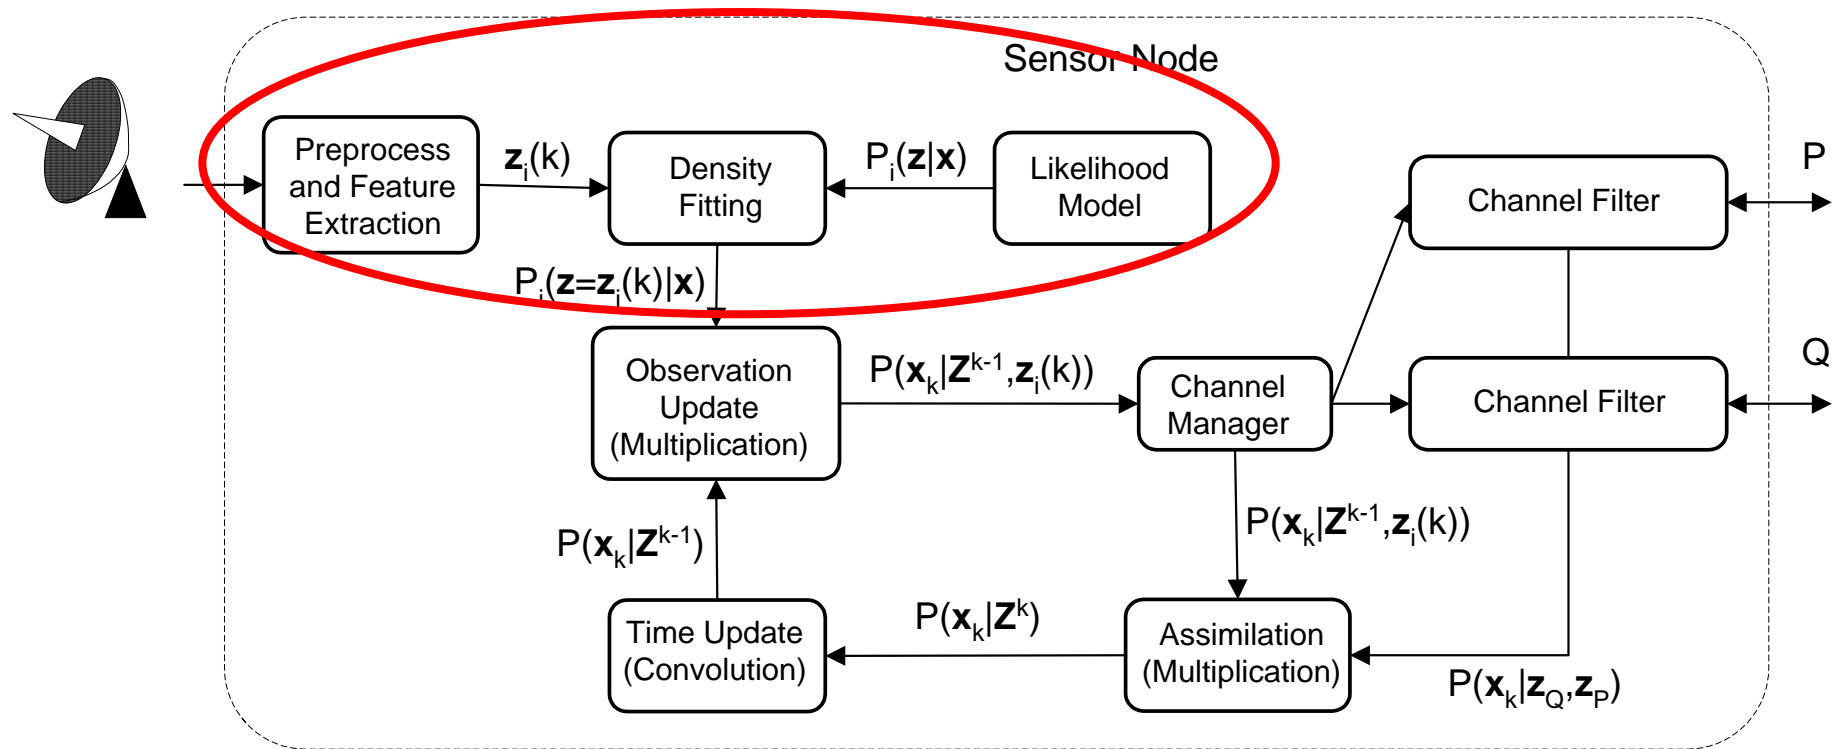 Sensor Node
Preprocess
and Feature
Extraction
z_i(k)
Density
Fitting
P_i(z|x)
Likelihood
Model
P_i(z=z_i(k)|x)
Channel Filter
P
Observation
Update
(Multiplication)
P(x_k|Z^{k-1},z_i(k))
Channel
Manager
Channel Filter
Q
P(x_k|Z^{k-1})
P(x_k|Z^{k-1},z_i(k))
Time Update
(Convolution)
P(x_k|Z^k)
Assimilation
(Multiplication)
P(x_k|z_Q,z_P)